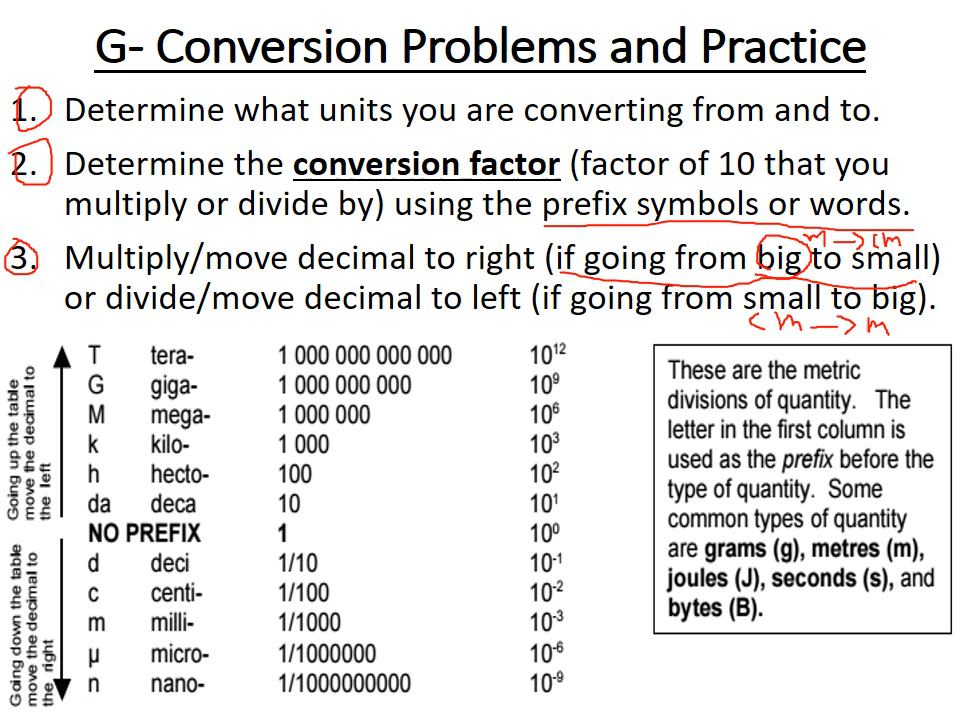 G- Conversion Problems and Practice
1. Determine what units you are converting from and to.
2. Determine the conversion factor (factor of 10 that you
multiply or divide by) using the prefix symbols or words.
m → cm
3. Multiply/move decimal to right (if going from big to small)
or divide/move decimal to left (if going from small to big).
cm → m
Going up the table
move the decimal to
the left
T tera- 1 000 000 000 000 10¹²
G giga- 1 000 000 000 10⁹
M mega- 1 000 000 10⁶
k kilo- 1 000 10³
h hecto- 100 10²
da deca 10 10¹
NO PREFIX 1 10⁰
Going down the table
move the decimal to
the right
d deci 1/10 10⁻¹
c centi- 1/100 10⁻²
m milli- 1/1000 10⁻³
μ micro- 1/1000000 10⁻⁶
n nano- 1/1000000000 10⁻⁹
These are the metric
divisions of quantity. The
letter in the first column is
used as the prefix before the
type of quantity. Some
common types of quantity
are grams (g), metres (m),
joules (J), seconds (s), and
bytes (B).